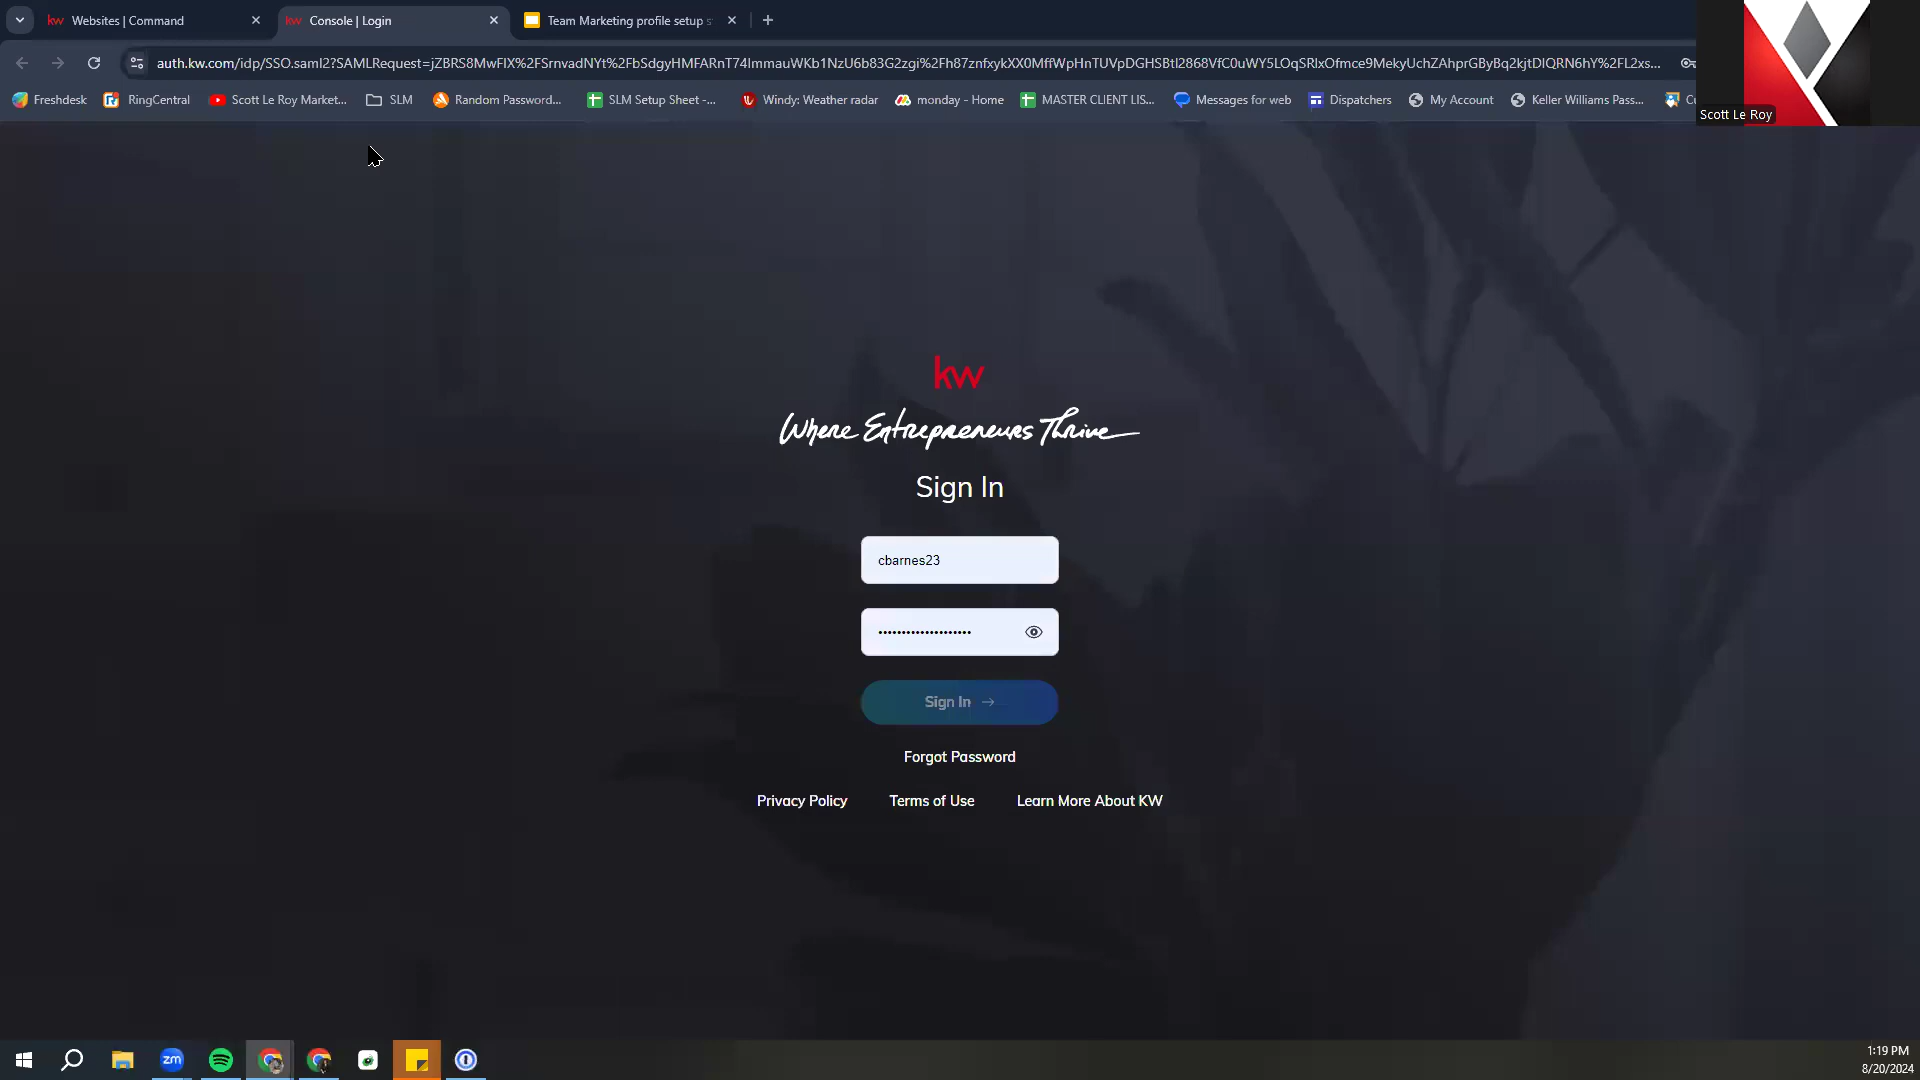 Websites | Command
Console | Login
Team Marketing profile setup s
auth.kw.com/idp/SSO.saml2?SAMLRequest=jZBRS8MwFIX%2FSrnvadNYt%2FbSdgyHMFARnT74ImmauWKb1NzU6b83G2zgi%2Fh87znfxykXX0MffWpHnTUVpDGHSBtl2868VfC0uWY5LOqSRlxOfmce9MekyUchZAhprGByBq2kjtDIQRN6hY%2FL2xs...
Freshdesk
RingCentral
Scott Le Roy Market...
SLM
Random Password...
SLM Setup Sheet -...
Windy: Weather radar
monday - Home
MASTER CLIENT LIS...
Messages for web
Dispatchers
My Account
Keller Williams Pass...
Scott Le Roy
kw
Where Entrepreneurs Thrive
Sign In
cbarnes23
Sign In
Forgot Password
Privacy Policy
Terms of Use
Learn More About KW
zm
1:19 PM
8/20/2024